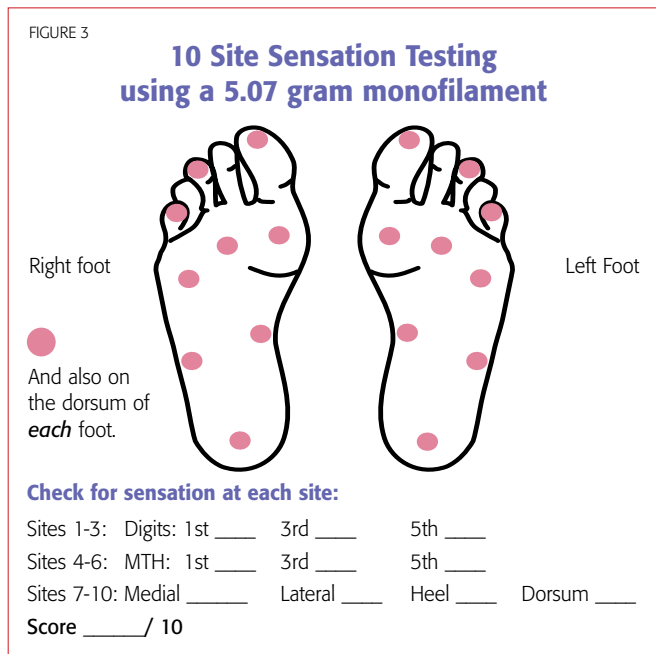 FIGURE 3
10 Site Sensation Testing
using a 5.07 gram monofilament
Right foot
Left Foot
And also on
the dorsum of
each foot.
Check for sensation at each site:
Sites 1-3: Digits: 1st ____ 3rd ____ 5th ____
Sites 4-6: MTH: 1st ____ 3rd ____ 5th ____
Sites 7-10: Medial ______ Lateral ____ Heel ____ Dorsum ____
Score ______/ 10